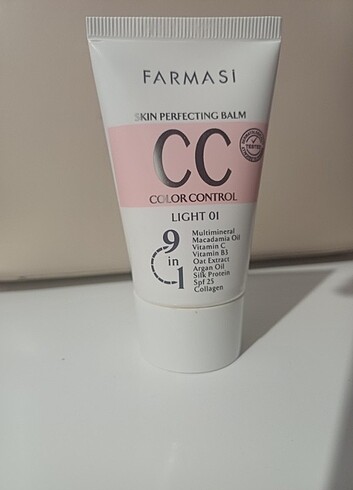 FARMASi
SKIN PERFECTING BALM
CC
TESTED
COLOR CONTROL
LIGHT 01
9 in 1
Multimineral
Macadamia Oil
Vitamin C
Vitamin B3
Oat Extract
Argan Oil
Silk Protein
Spf 25
Collagen